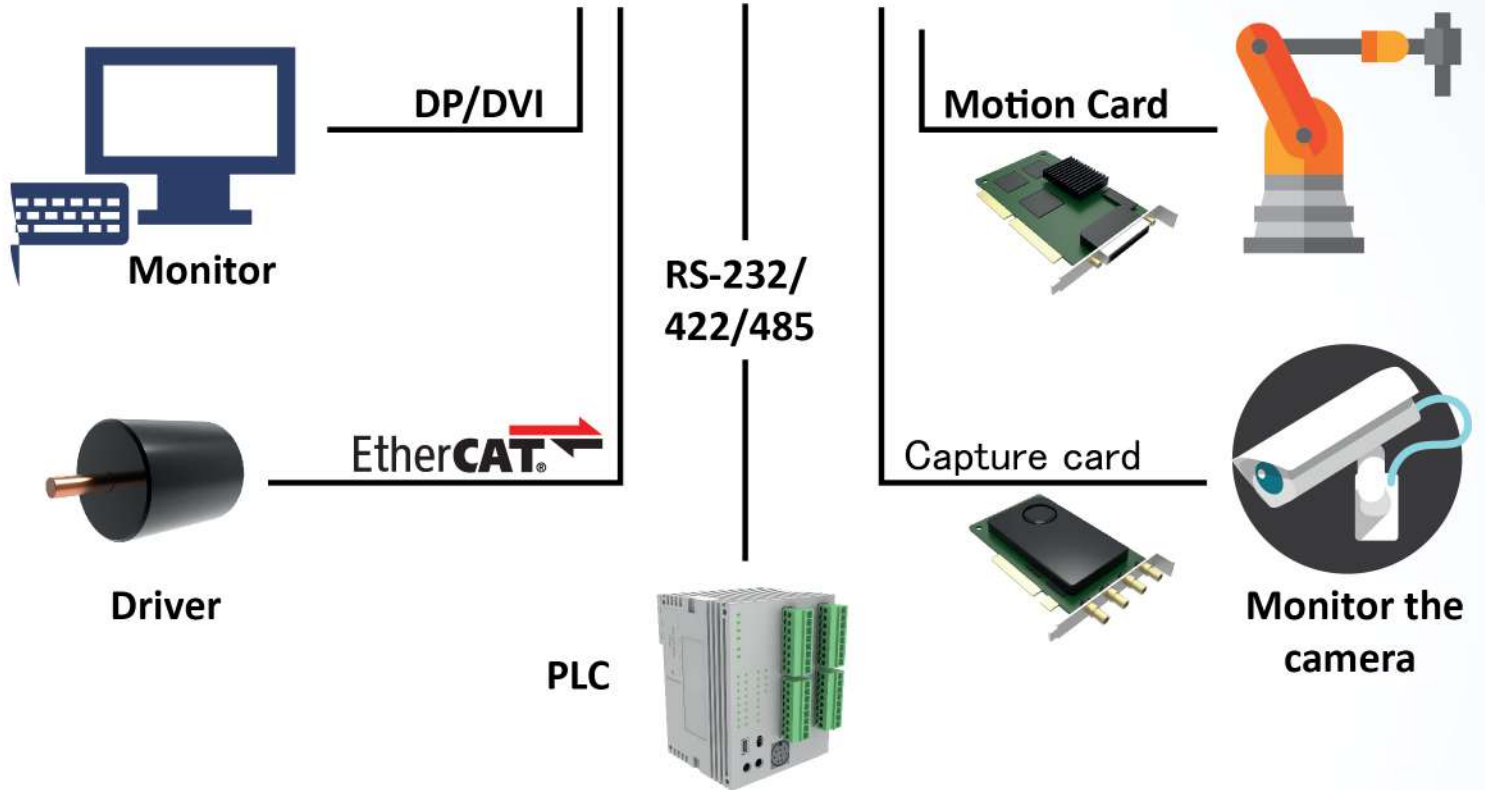 DP/DVI
Motion Card
Monitor
RS-232/
422/485
EtherCAT®
Capture card
Driver
Monitor the
camera
PLC